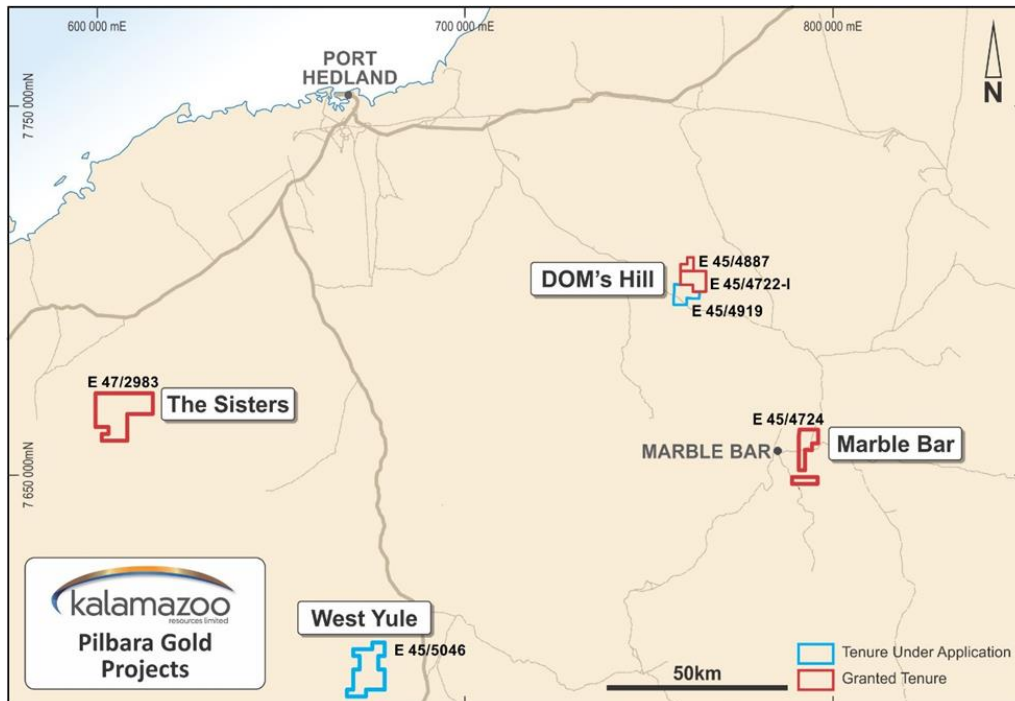 600 000 mE
700 000 mE
800 000 mE
PORT
HEDLAND
N
7 750 000mN
E 45/4887
DOM's Hill
E 45/4722-I
E 45/4919
E 47/2983
The Sisters
E 45/4724
MARBLE BAR
Marble Bar
7 650 000mN
kalamazoo
resources limited
Pilbara Gold
Projects
West Yule
E 45/5046
50km
Tenure Under Application
Granted Tenure